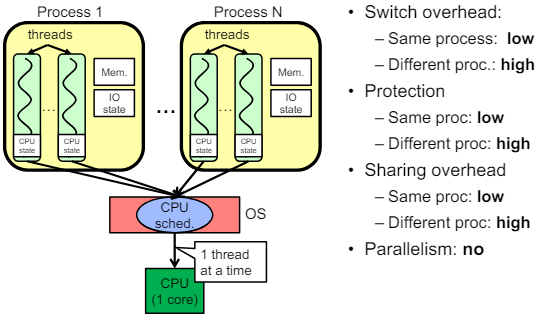 Process 1
Process N
threads
threads
Mem.
IO
state
Mem.
IO
state
...
...
...
CPU
state
CPU
state
CPU
state
CPU
state
CPU
sched.
OS
1 thread
at a time
CPU
(1 core)
• Switch overhead:
– Same process: low
– Different proc.: high
• Protection
– Same proc: low
– Different proc: high
• Sharing overhead
– Same proc: low
– Different proc: high
• Parallelism: no